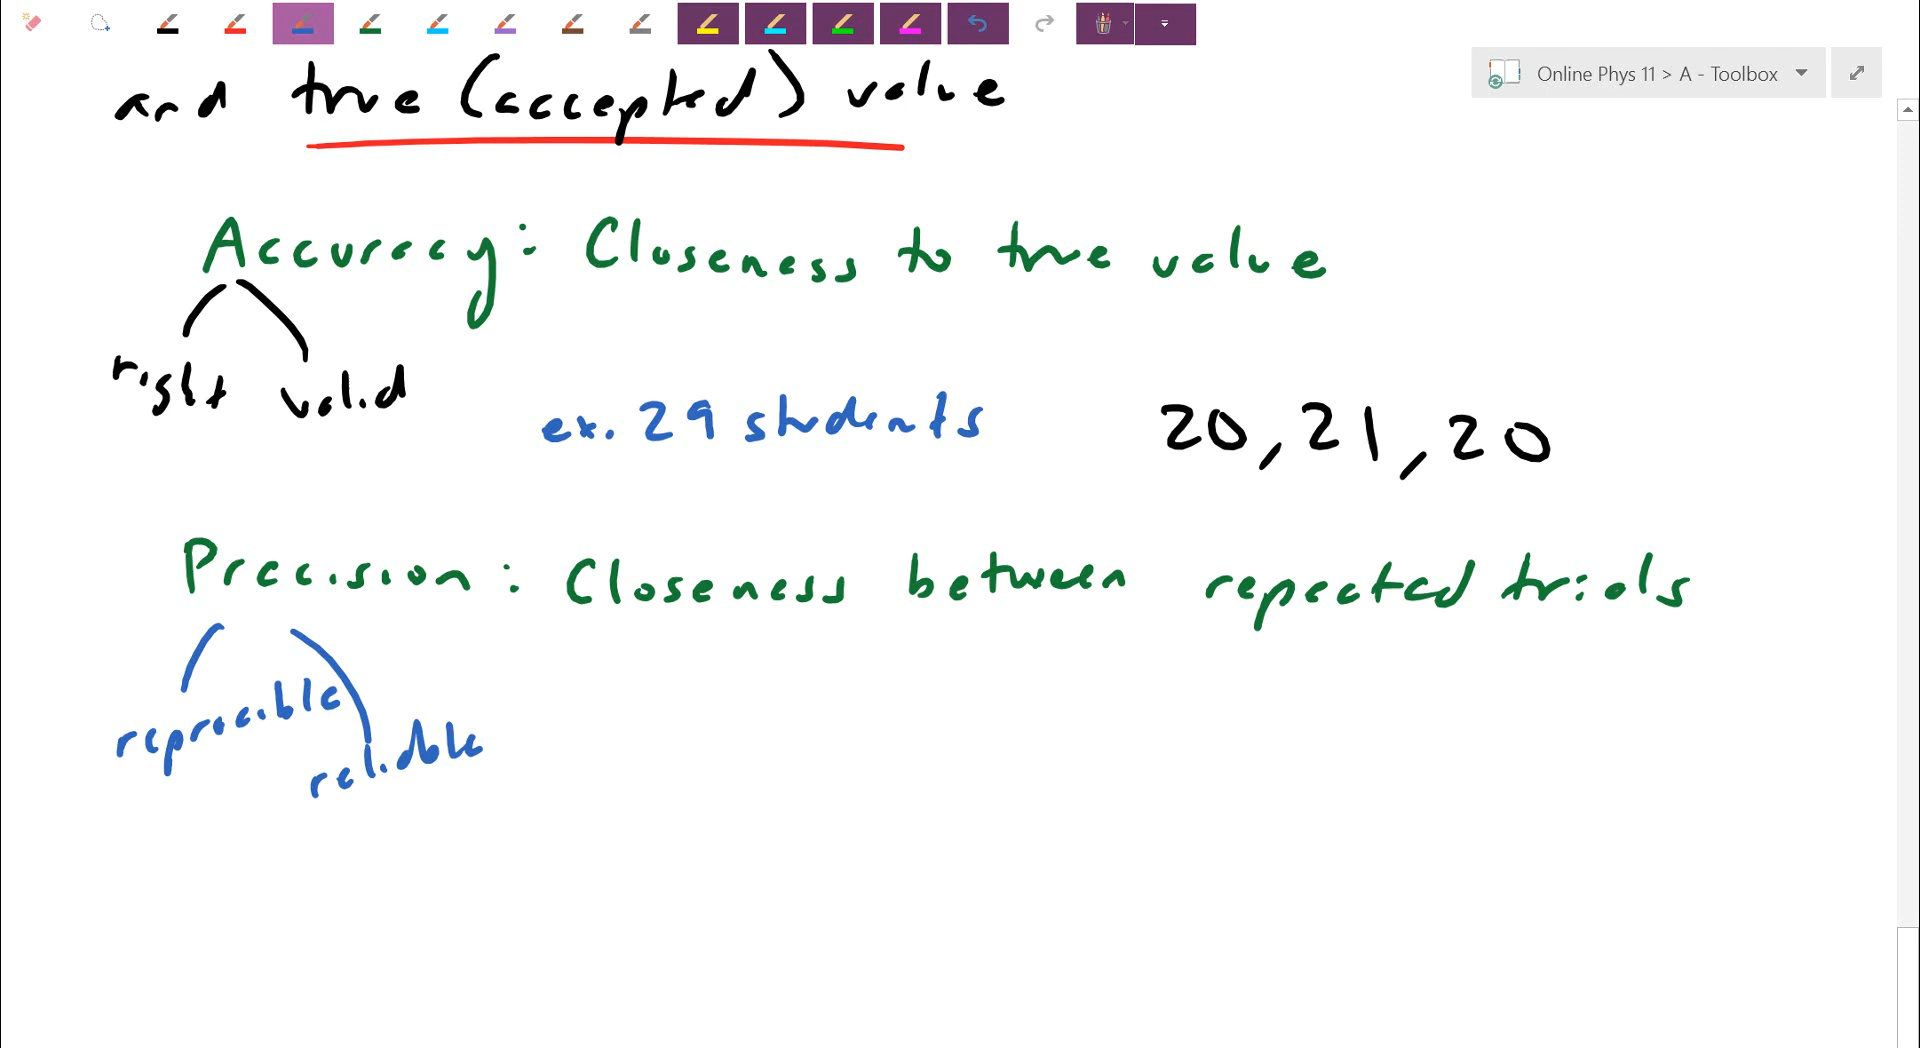 Online Phys 11 > A - Toolbox
and true (accepted) value
Accuracy: Closeness to true value
right valid
ex. 29 students 20, 21, 20
Precision: Closeness between repeated trials
reprocible
reliable